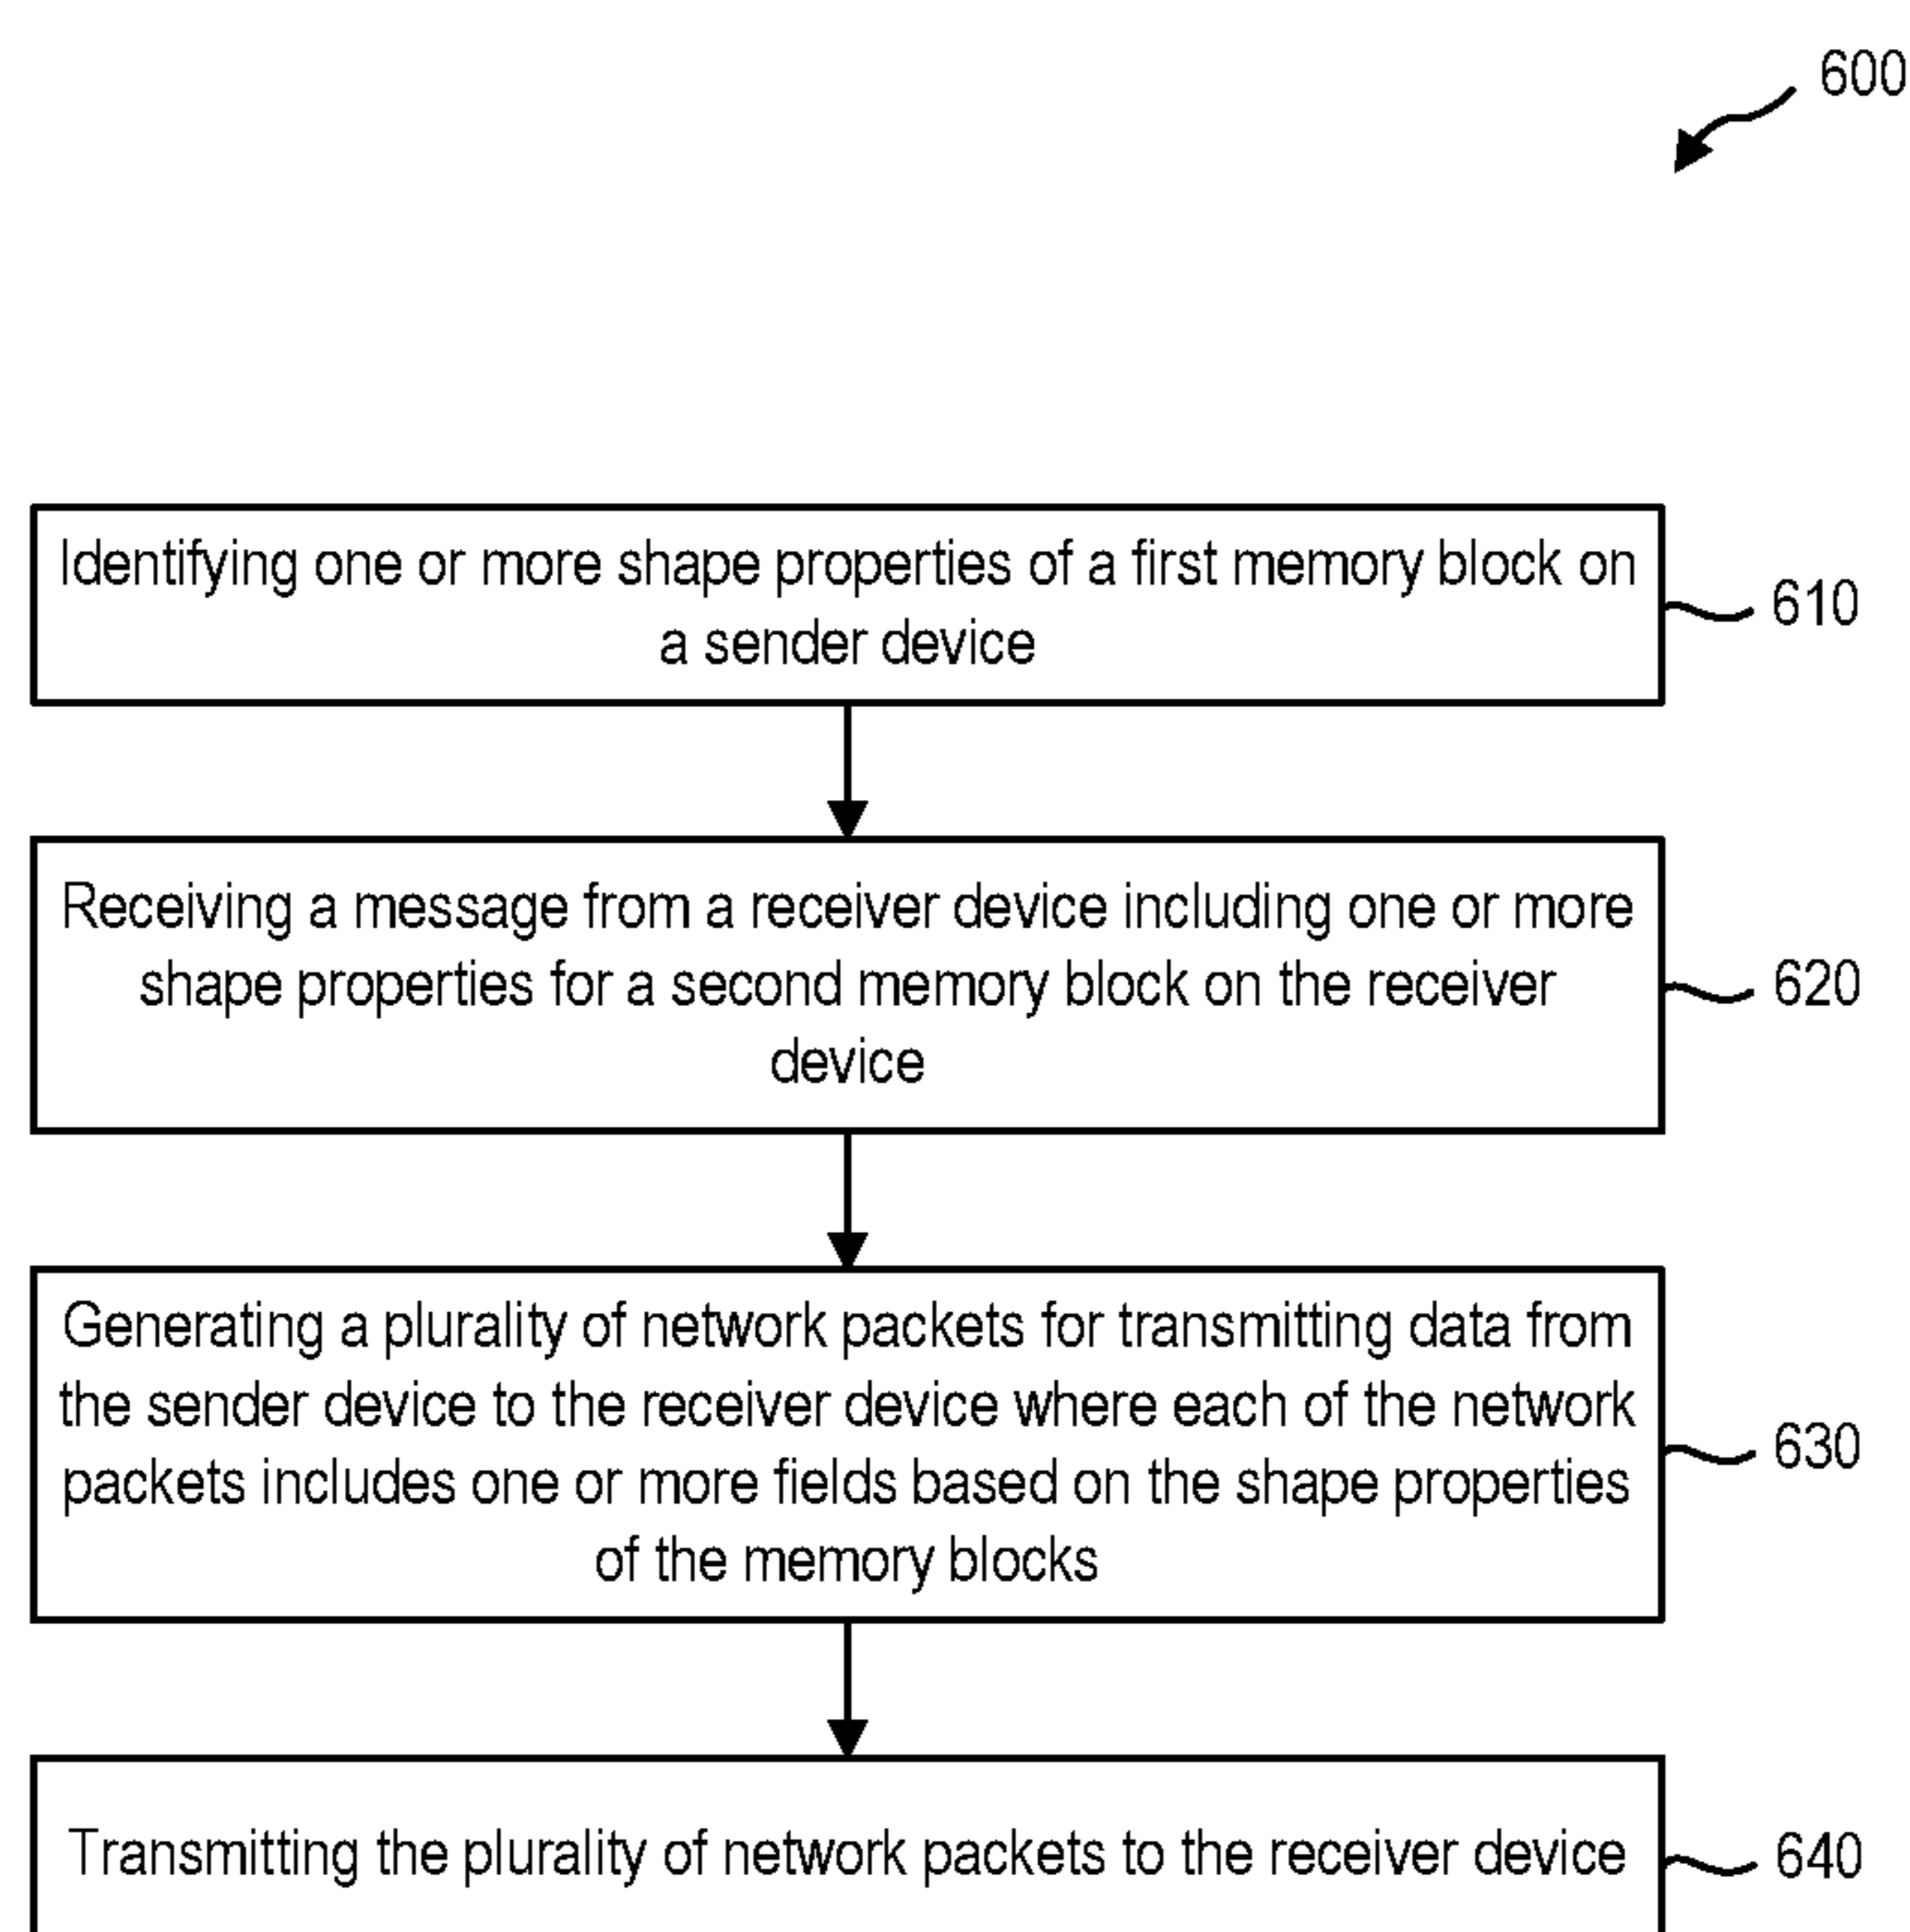 600
Identifying one or more shape properties of a first memory block on
a sender device
610
Receiving a message from a receiver device including one or more
shape properties for a second memory block on the receiver
device
620
Generating a plurality of network packets for transmitting data from
the sender device to the receiver device where each of the network
packets includes one or more fields based on the shape properties
of the memory blocks
630
Transmitting the plurality of network packets to the receiver device
640